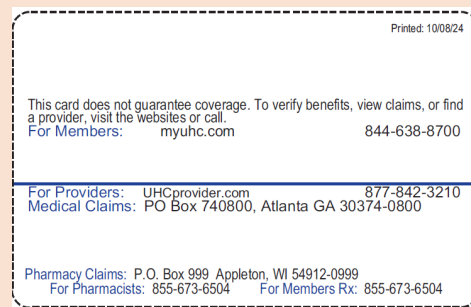 Printed: 10/08/24
This card does not guarantee coverage. To verify benefits, view claims, or find
a provider, visit the websites or call.
For Members: myuhc.com 844-638-8700
For Providers: UHCprovider.com 877-842-3210
Medical Claims: PO Box 740800, Atlanta GA 30374-0800
Pharmacy Claims: P.O. Box 999 Appleton, WI 54912-0999
For Pharmacists: 855-673-6504 For Members Rx: 855-673-6504